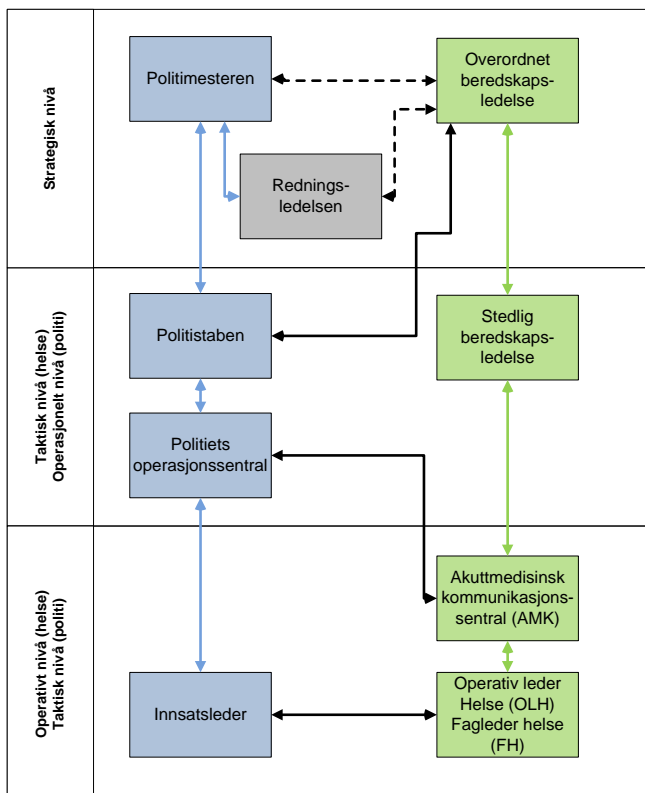 Strategisk nivå
Politimesteren
Overordnet
beredskaps-
ledelse
Rednings-
ledelsen
Taktisk nivå (helse)
Operasjonelt nivå (politi)
Politistaben
Stedlig
beredskaps-
ledelse
Politiets
operasjonssentral
Operativt nivå (helse)
Taktisk nivå (politi)
Akuttmedisinsk
kommunikasjons-
sentral (AMK)
Innsatsleder
Operativ leder
Helse (OLH)
Fagleder helse
(FH)